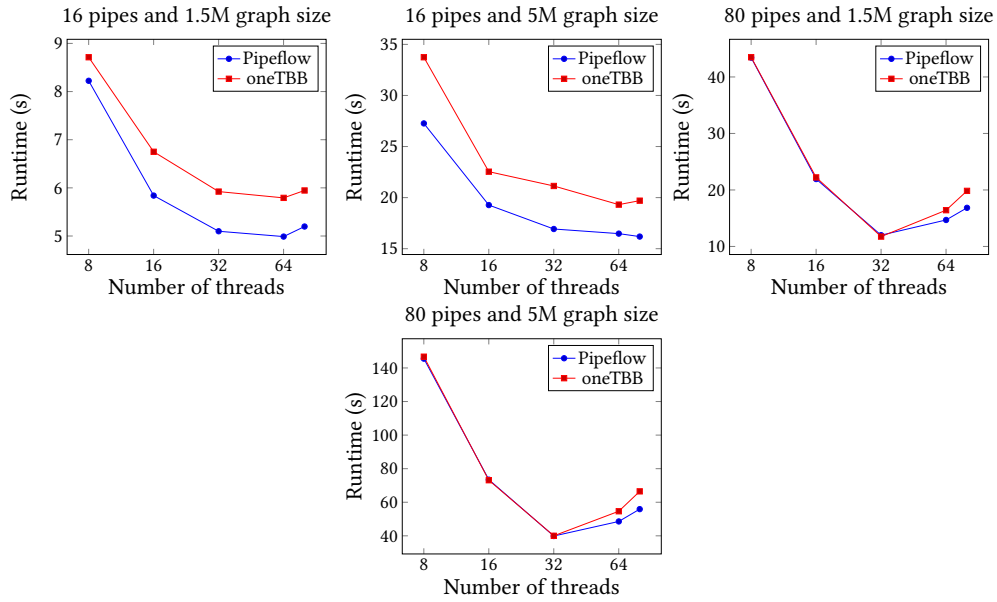 16 pipes and 1.5M graph size
9
8
7
6
5
Runtime (s)
Pipeflow
oneTBB
8 16 32 64
Number of threads
16 pipes and 5M graph size
35
30
25
20
15
Runtime (s)
Pipeflow
oneTBB
8 16 32 64
Number of threads
80 pipes and 1.5M graph size
40
30
20
10
Runtime (s)
Pipeflow
oneTBB
8 16 32 64
Number of threads
80 pipes and 5M graph size
140
120
100
80
60
40
Runtime (s)
Pipeflow
oneTBB
8 16 32 64
Number of threads